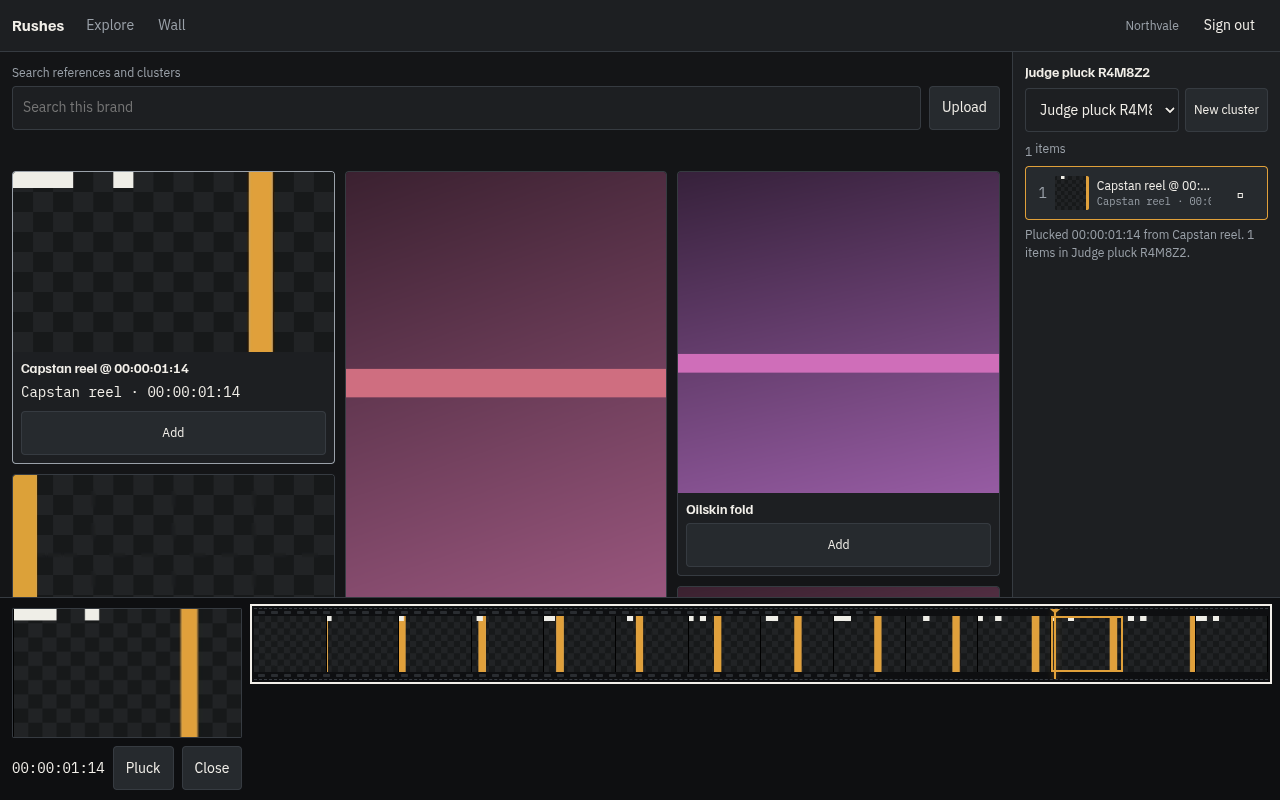 Rushes Explore Wall Northvale Sign out
Search references and clusters
Search this brand Upload
Capstan reel @ 00:00:01:14
Capstan reel · 00:00:01:14
Add
Oilskin fold
Add
Judge pluck R4M8Z2
Judge pluck R4M8 New cluster
1 items
1 Capstan reel @ 00:...
Capstan reel · 00:0
Plucked 00:00:01:14 from Capstan reel. 1
items in Judge pluck R4M8Z2.
00:00:01:14 Pluck Close